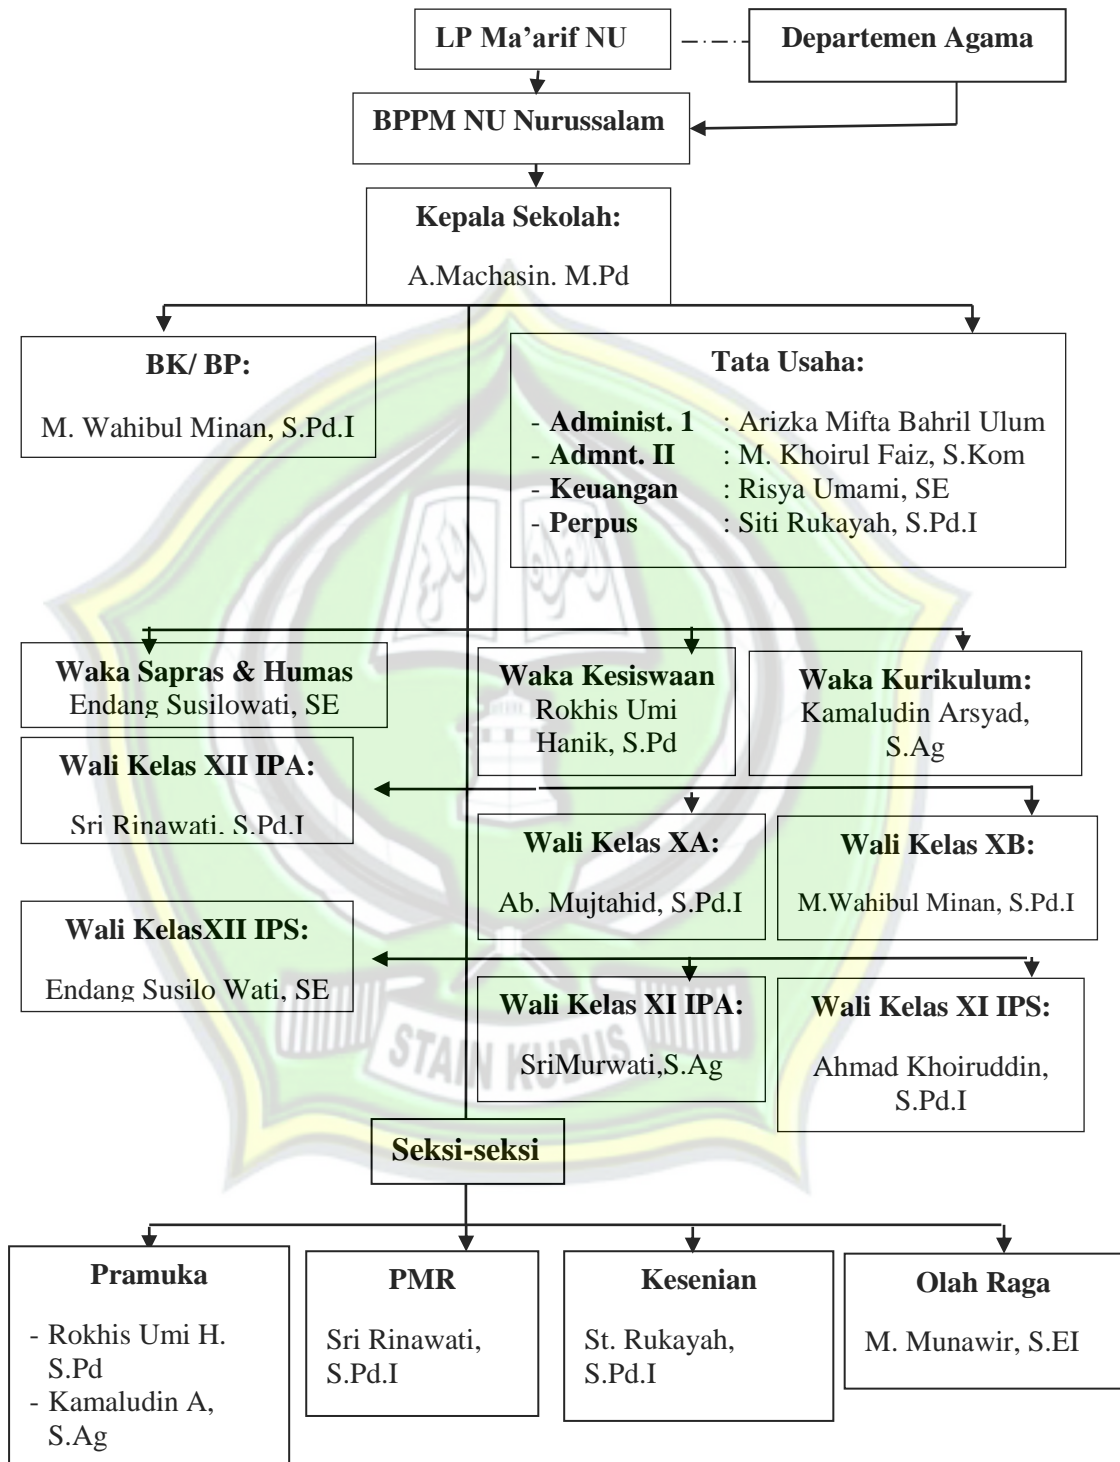 LP Ma’arif NU
Departemen Agama
BPPM NU Nurussalam
Kepala Sekolah:
A.Machasin. M.Pd
BK/ BP:
M. Wahibul Minan, S.Pd.I
Tata Usaha:
- Administ. 1 : Arizka Mifta Bahril Ulum
- Admnt. II : M. Khoirul Faiz, S.Kom
- Keuangan : Risya Umami, SE
- Perpus : Siti Rukayah, S.Pd.I
Waka Sapras & Humas
Endang Susilowati, SE
Waka Kesiswaan
Rokhis Umi
Hanik, S.Pd
Waka Kurikulum:
Kamaludin Arsyad,
S.Ag
Wali Kelas XII IPA:
Sri Rinawati, S.Pd.I
Wali Kelas XA:
Ab. Mujtahid, S.Pd.I
Wali Kelas XB:
M.Wahibul Minan, S.Pd.I
Wali KelasXII IPS:
Endang Susilo Wati, SE
Wali Kelas XI IPA:
SriMurwati,S.Ag
Wali Kelas XI IPS:
Ahmad Khoiruddin,
S.Pd.I
STAIN KUDUS
Seksi-seksi
Pramuka
- Rokhis Umi H.
S.Pd
- Kamaludin A,
S.Ag
PMR
Sri Rinawati,
S.Pd.I
Kesenian
St. Rukayah,
S.Pd.I
Olah Raga
M. Munawir, S.EI